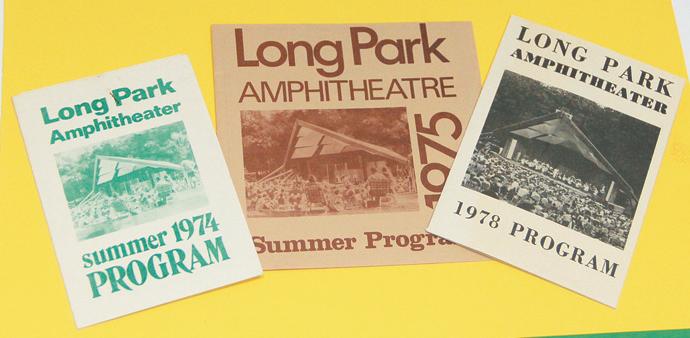 Long Park
Amphitheater
summer 1974
PROGRAM
Long Park
AMPHITHEATRE
1975
Summer Progra
LONG PARK
AMPHITHEATER
1978 PROGRAM